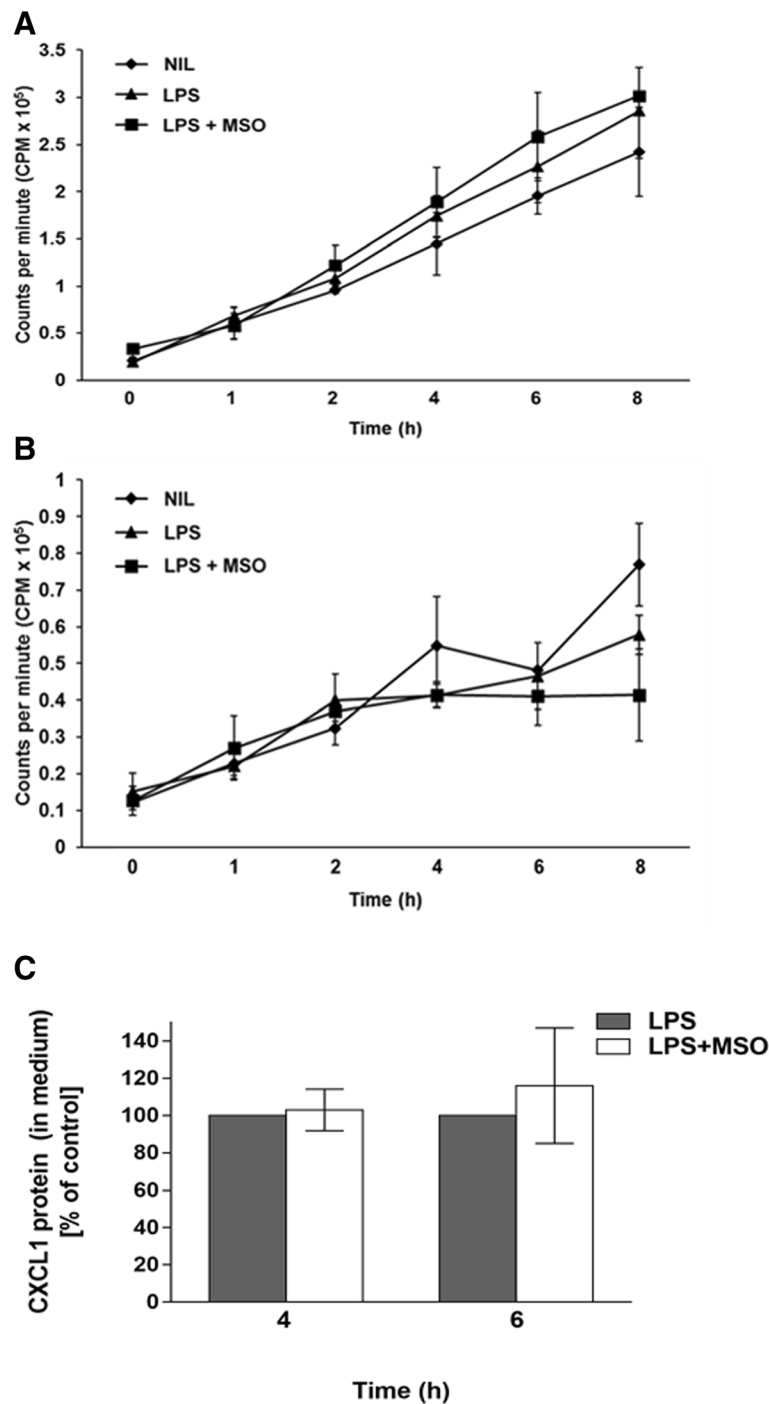 A
Counts per minute (CPM x 10⁵)
3.5
3
2.5
2
1.5
1
0.5
0
NIL
LPS
LPS + MSO
0 1 2 4 6 8
Time (h)
B
Counts per minute (CPM x 10⁵)
1
0.9
0.8
0.7
0.6
0.5
0.4
0.3
0.2
0.1
0
NIL
LPS
LPS + MSO
0 1 2 4 6 8
Time (h)
C
CXCL1 protein (in medium)
[% of control]
140
120
100
80
60
40
20
0
LPS
LPS+MSO
4 6
Time (h)